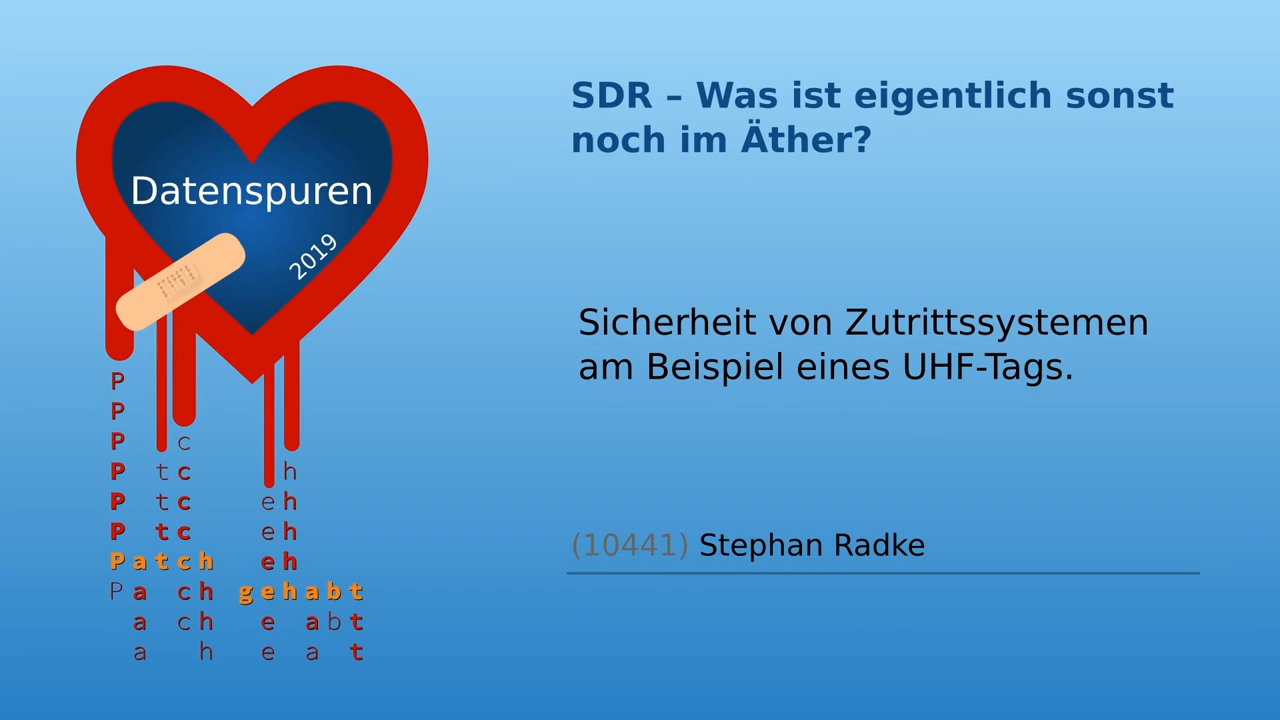 Datenspuren
2019
P
P
P c
P t c h
P t c e h
P t c e h
Patch e h
P a c h gehabt
a c h e a b t
a h e a t
SDR – Was ist eigentlich sonst
noch im Äther?
Sicherheit von Zutrittssystemen
am Beispiel eines UHF-Tags.
(10441) Stephan Radke